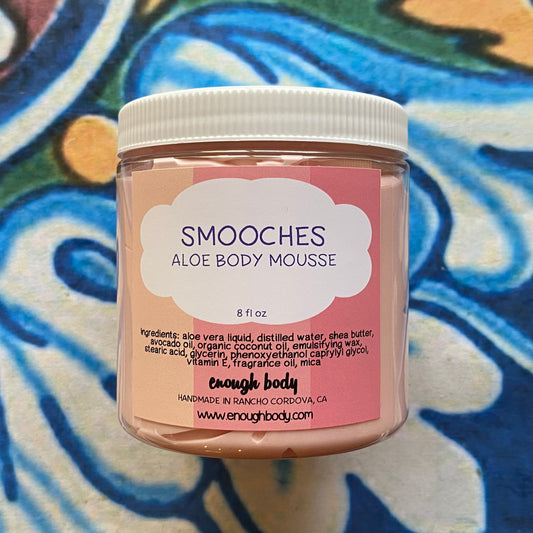 SMOOCHES
ALOE BODY MOUSSE
8 fl oz
Ingredients: aloe vera liquid, distilled water, shea butter,
avocado oil, organic coconut oil, emulsifying wax,
stearic acid, glycerin, phenoxyethanol caprylyl glycol,
vitamin E, fragrance oil, mica
enough body
HANDMADE IN RANCHO CORDOVA, CA
www.enoughbody.com